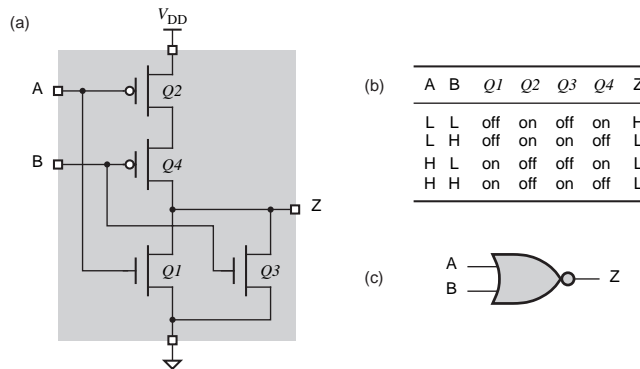 (a)
V_DD
A
Q2
B
Q4
Z
Q1
Q3
(b)
A B Q1 Q2 Q3 Q4 Z
L L off on off on H
L H off on on off L
H L on off off on L
H H on off on off L
(c)
A
B
Z